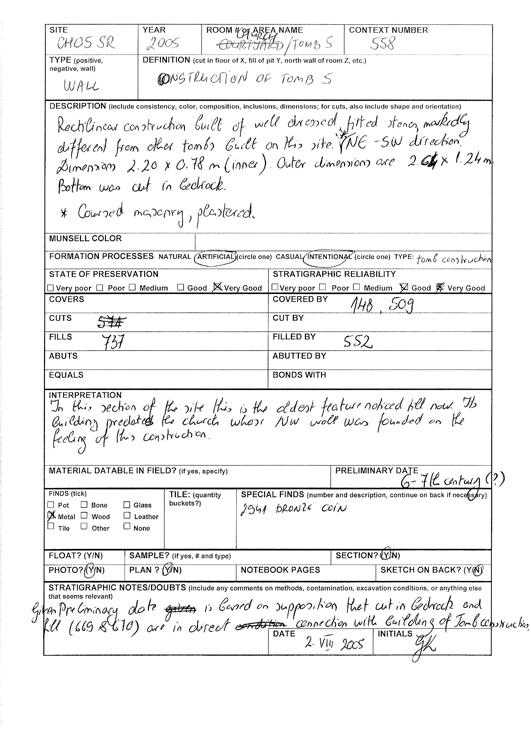 SITE
CH05 SR
YEAR
2005
ROOM # or AREA NAME
CHURCH
COURTYARD/TOMB 5
CONTEXT NUMBER
558
TYPE (positive, negative, wall)
WALL
DEFINITION (cut in floor of X, fill of pit Y, north wall of room Z, etc.)
CONSTRUCTION OF TOMB 5
DESCRIPTION (include consistency, color, composition, inclusions, dimensions; for cuts, also include shape and orientation)
Rectilinear construction built of well dressed, fitted stones, markedly
different from other tombs built on this site. NE-SW direction.
Dimensions 2.20 x 0.78 m (inner). Outer dimensions are 2.64 x 1.24 m
Bottom was cut in bedrock.
* Coursed masonry, plastered.
MUNSELL COLOR
FORMATION PROCESSES NATURAL ARTIFICIAL (circle one) CASUAL INTENTIONAL (circle one) TYPE: tomb construction
STATE OF PRESERVATION
Very poor Poor Medium Good Very Good
STRATIGRAPHIC RELIABILITY
Very poor Poor Medium Good Very Good
COVERS
COVERED BY 148, 509
CUTS 574
CUT BY
FILLS 737
FILLED BY 552
ABUTS
ABUTTED BY
EQUALS
BONDS WITH
INTERPRETATION
In this section of the site this is the oldest feature noticed till now. Its
building predated the church whose NW wall was founded on the
feeling of this construction.
MATERIAL DATABLE IN FIELD? (if yes, specify)
PRELIMINARY DATE
6-7th century (?)
FINDS (tick)
Pot Bone Glass
Metal Wood Leather
Tile Other None
TILE: (quantity buckets?)
SPECIAL FINDS (number and description, continue on back if necessary)
2941 BRONZE COIN
FLOAT? (Y/N)
SAMPLE? (if yes, # and type)
SECTION? (Y/N)
PHOTO? (Y/N)
PLAN ? (Y/N)
NOTEBOOK PAGES
SKETCH ON BACK? (Y/N)
STRATIGRAPHIC NOTES/DOUBTS (include any comments on methods, contamination, excavation conditions, or anything else
that seems relevant)
Given Preliminary date given is based on supposition that cut in bedrock and
fill (669 & 670) are in direct connection with building of Tomb construction
DATE
2 VIII 2005
INITIALS
GK